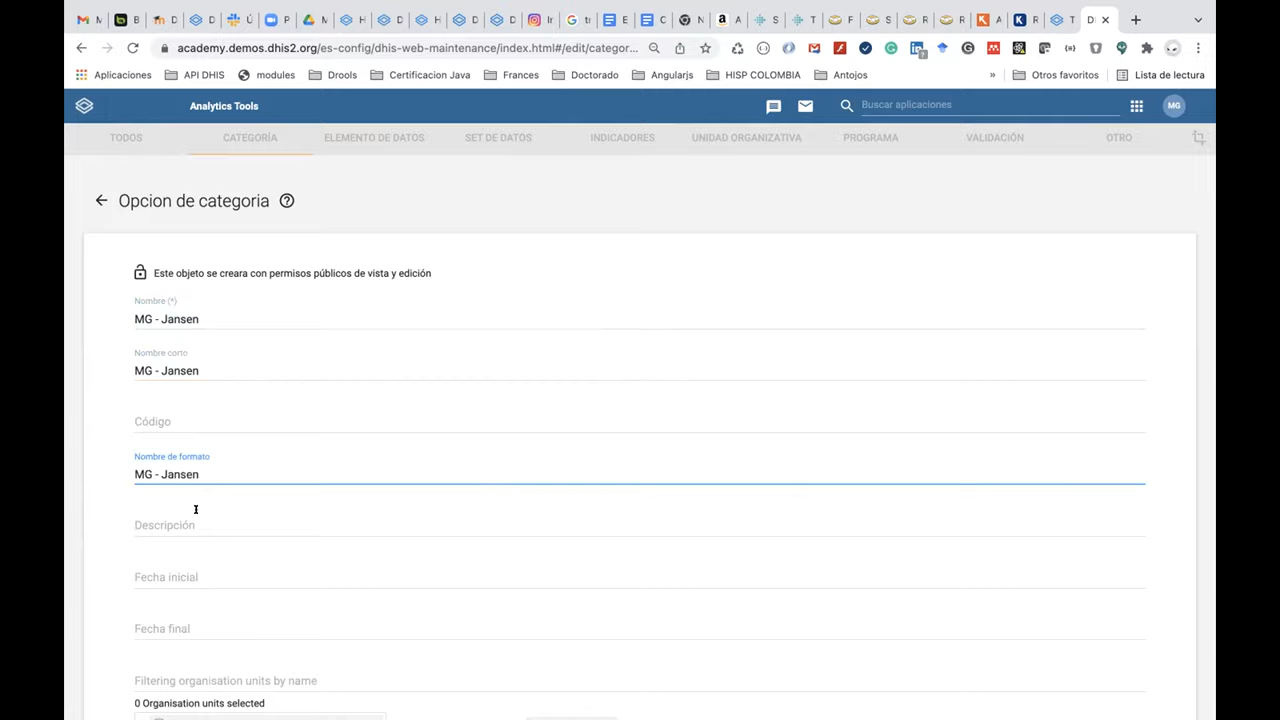 M
B
M
D
D
Ú
P
M
H
D
H
D
D
Ir
tr
E
C
N
A
S
T
F
S
R
R
A
R
T
D
academy.demos.dhis2.org/es-config/dhis-web-maintenance/index.html#/edit/categor...
Aplicaciones API DHIS modules Drools Certificacion Java Frances Doctorado Angularjs HISP COLOMBIA Antojos » Otros favoritos Lista de lectura
Analytics Tools Buscar aplicaciones MG
TODOS CATEGORÍA ELEMENTO DE DATOS SET DE DATOS INDICADORES UNIDAD ORGANIZATIVA PROGRAMA VALIDACIÓN OTRO
Opcion de categoria
Este objeto se creara con permisos públicos de vista y edición
Nombre (*)
MG - Jansen
Nombre corto
MG - Jansen
Código
Nombre de formato
MG - Jansen
Descripción
Fecha inicial
Fecha final
Filtering organisation units by name
0 Organisation units selected